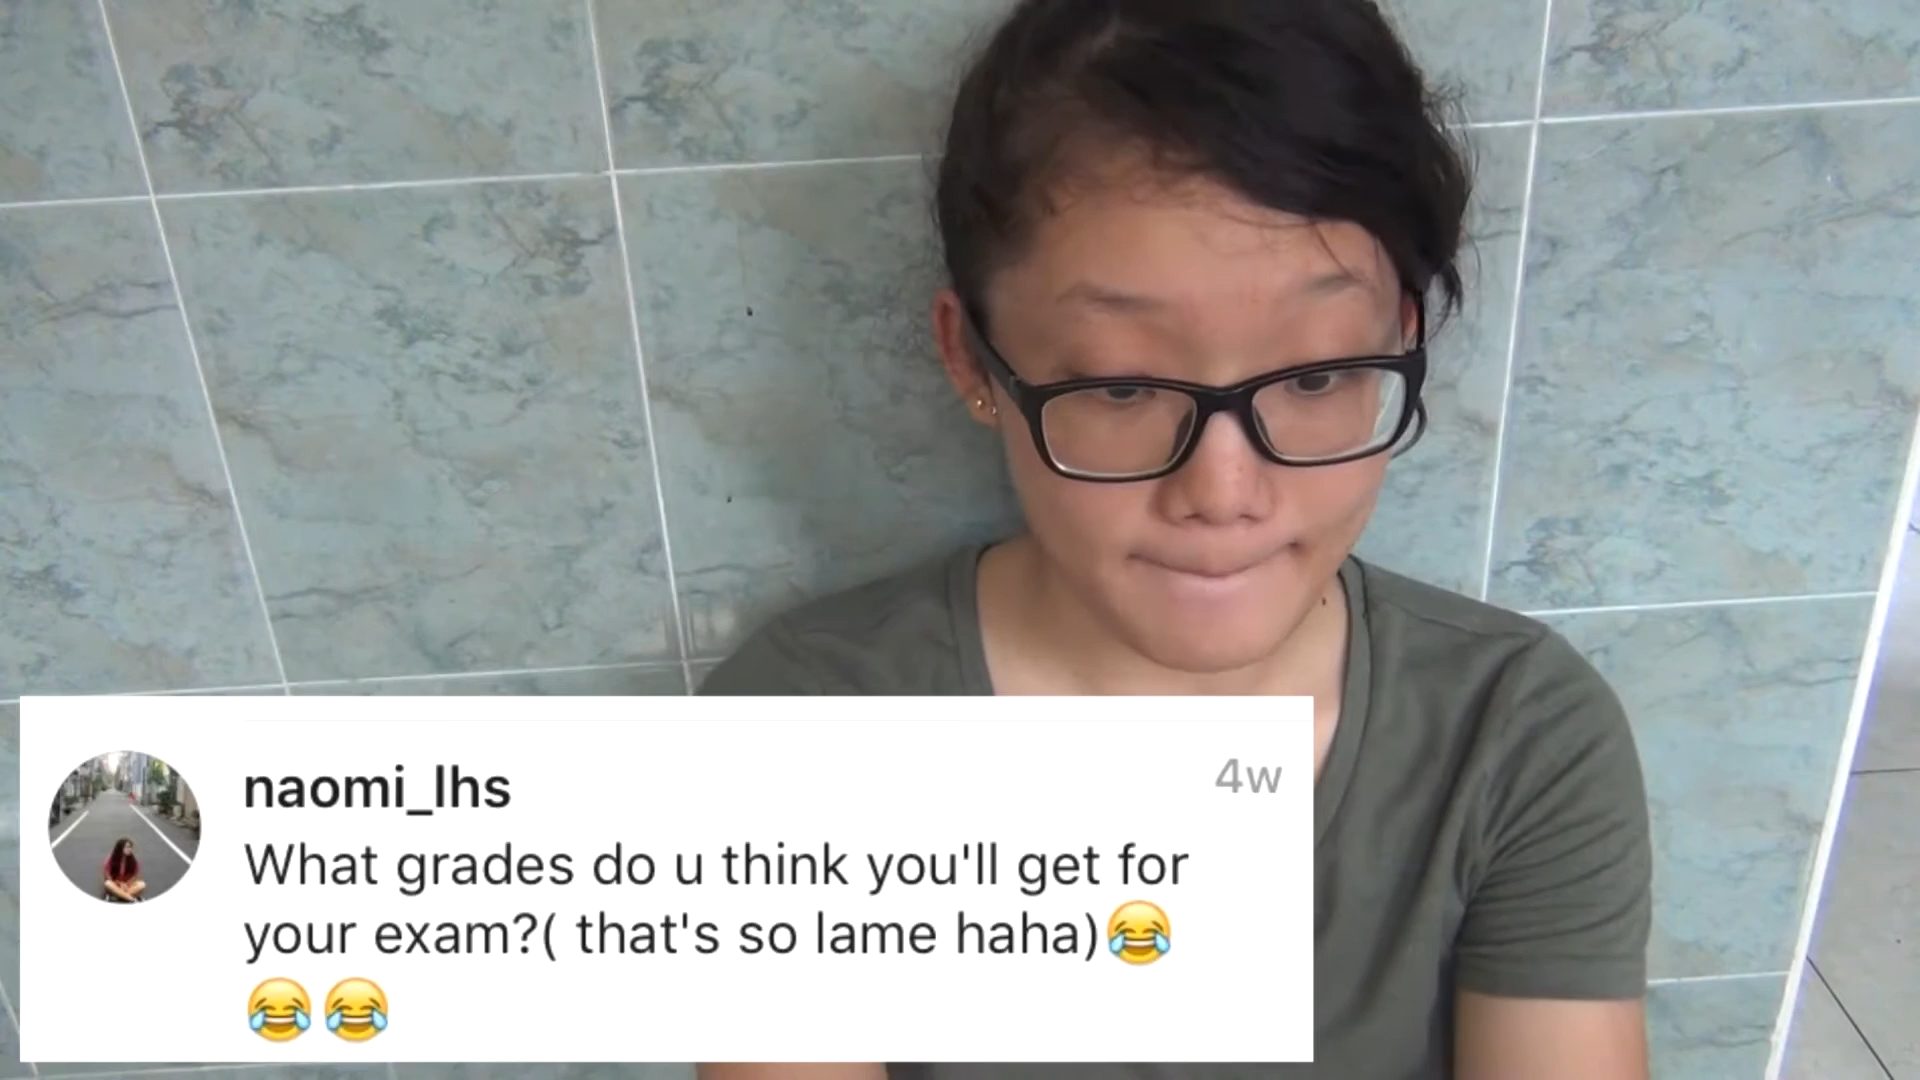 naomi_lhs 4w
What grades do u think you'll get for
your exam?( that's so lame haha)😂
😂😂